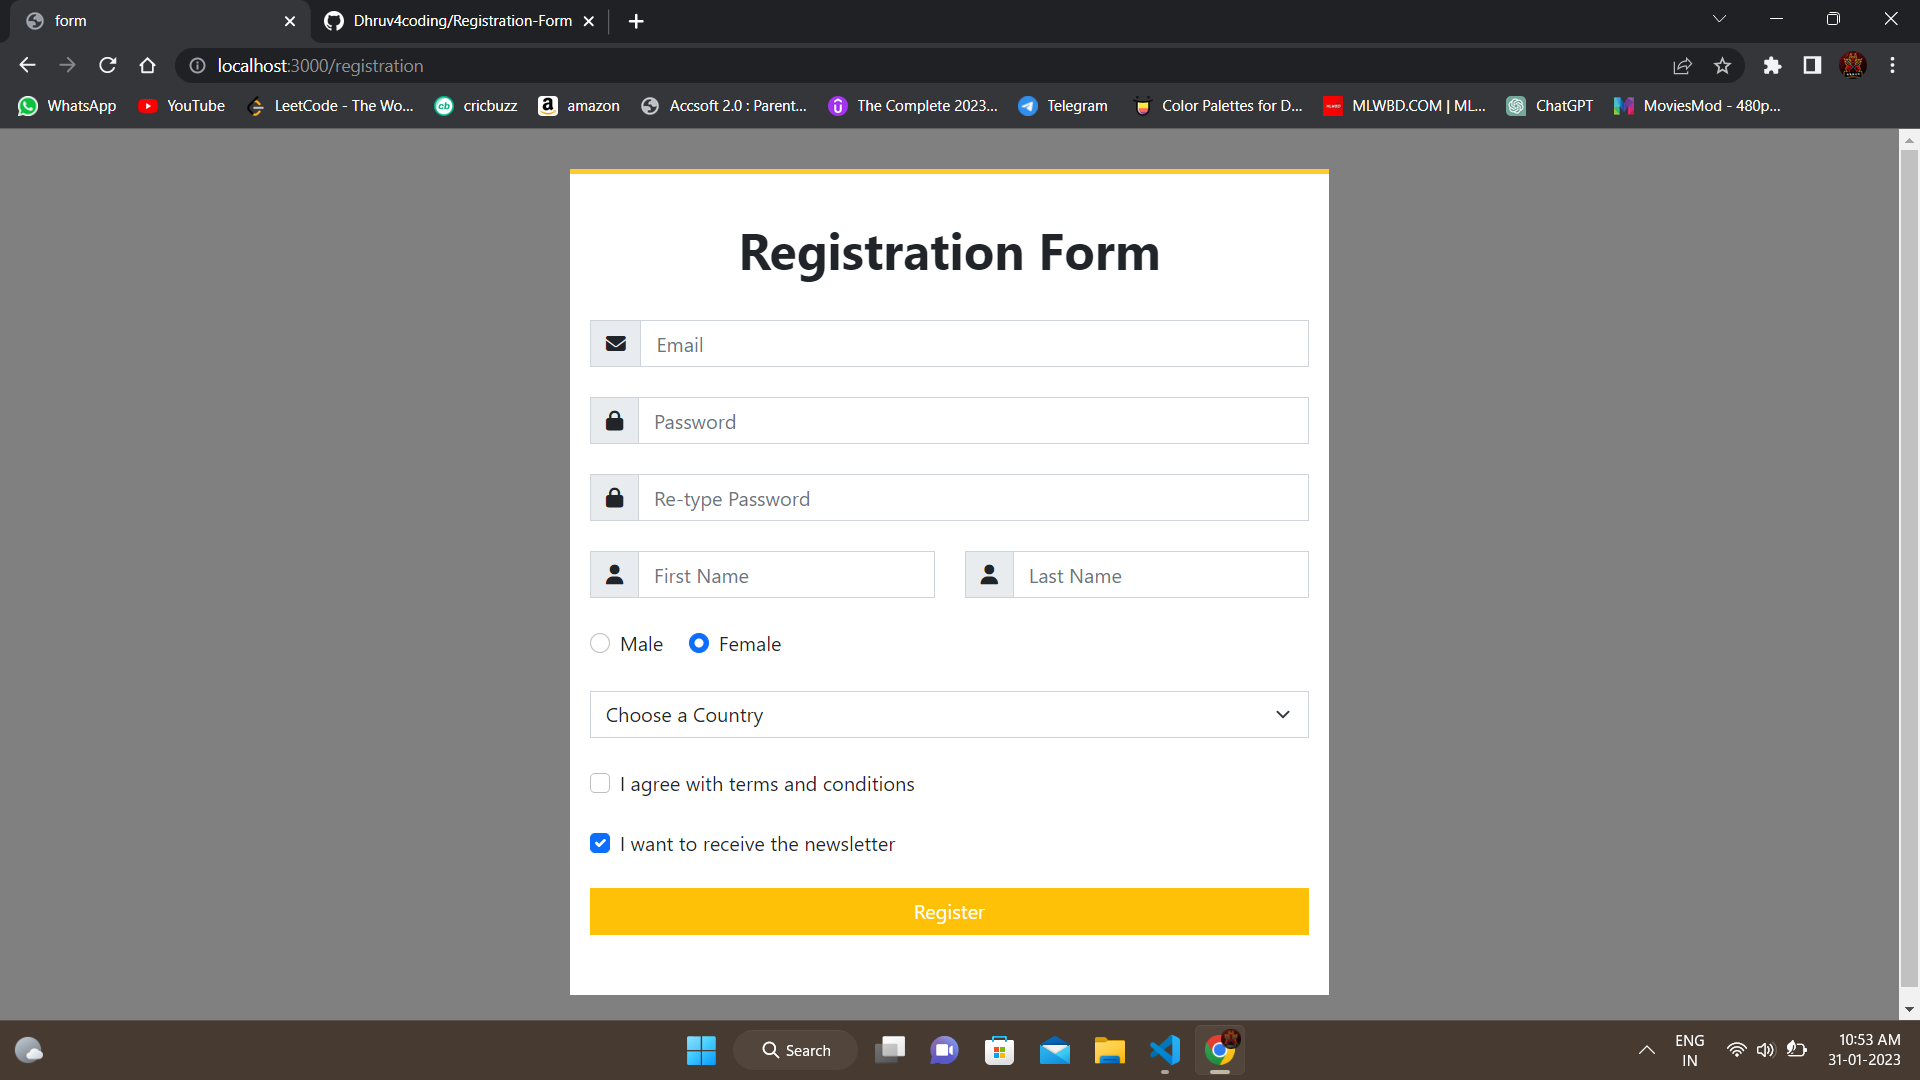 form
Dhruv4coding/Registration-Form
localhost:3000/registration
WhatsApp YouTube LeetCode - The Wo... cricbuzz amazon Accsoft 2.0 : Parent... The Complete 2023... Telegram Color Palettes for D... MLWBD.COM | ML... ChatGPT MoviesMod - 480p...
Registration Form
Email
Password
Re-type Password
First Name Last Name
Male Female
Choose a Country
I agree with terms and conditions
I want to receive the newsletter
Register
Search
ENG
IN
10:53 AM
31-01-2023